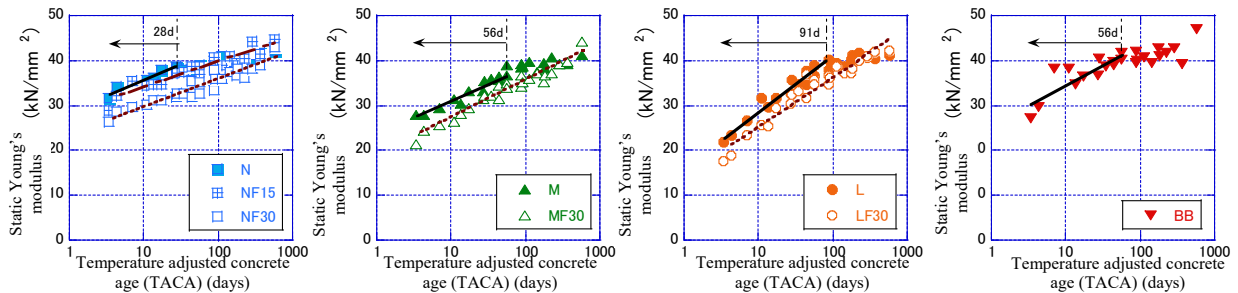 50
40
30
20
10
0
Static Young's
modulus
(kN/mm 2 )
28d
N
NF15
NF30
1 10 100 1000
Temperature adjusted concrete
age (TACA) (days)
50
40
30
20
10
0
Static Young's
modulus
(kN/mm 2 )
56d
M
MF30
1 10 100 1000
Temperature adjusted concrete
age (TACA) (days)
50
40
30
20
10
0
Static Young's
modulus
(kN/mm 2 )
91d
L
LF30
1 10 100 1000
Temperature adjusted concrete
age (TACA) (days)
50
40
30
0
0
0
Static Young's
modulus
(kN/mm 2 )
56d
BB
1 10 100 1000
Temperature adjusted concrete
age (TACA) (days)